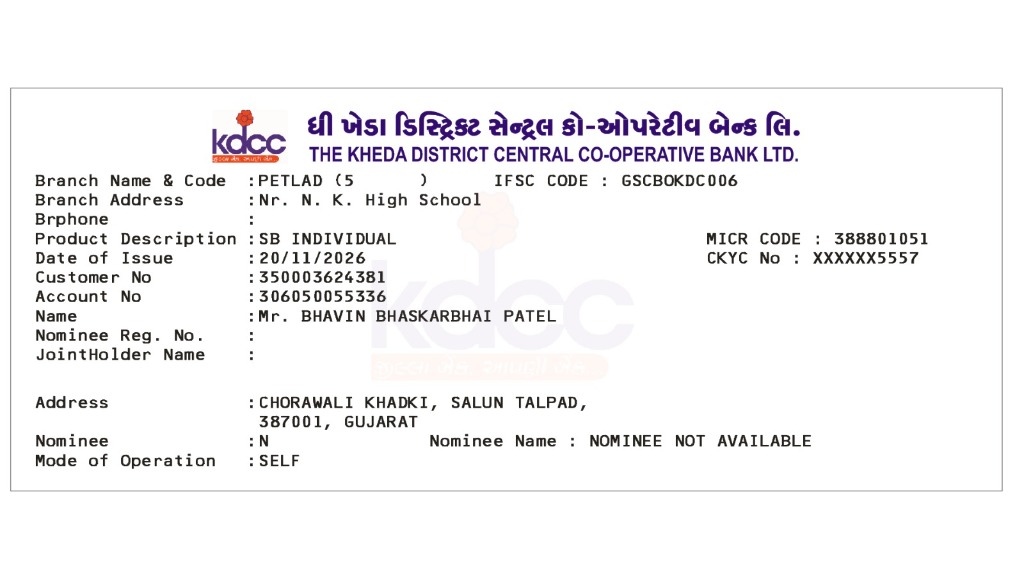 kdcc
ધી ખેડા ડિસ્ટ્રિકટ સેન્ટ્રલ કો-ઓપરેટીવ બેન્ક લિ.
THE KHEDA DISTRICT CENTRAL CO-OPERATIVE BANK LTD.
Branch Name & Code :PETLAD (5 ) IFSC CODE : GSCBOKDC006
Branch Address :Nr. N. K. High School
Brphone :
Product Description :SB INDIVIDUAL MICR CODE : 388801051
Date of Issue :20/11/2026 CKYC No : XXXXXX5557
Customer No :350003624381
Account No :306050055336
Name :Mr. BHAVIN BHASKARBHAI PATEL
Nominee Reg. No. :
JointHolder Name :
kdcc
Address :CHORAWALI KHADKI, SALUN TALPAD,
387001, GUJARAT
Nominee :N Nominee Name : NOMINEE NOT AVAILABLE
Mode of Operation :SELF